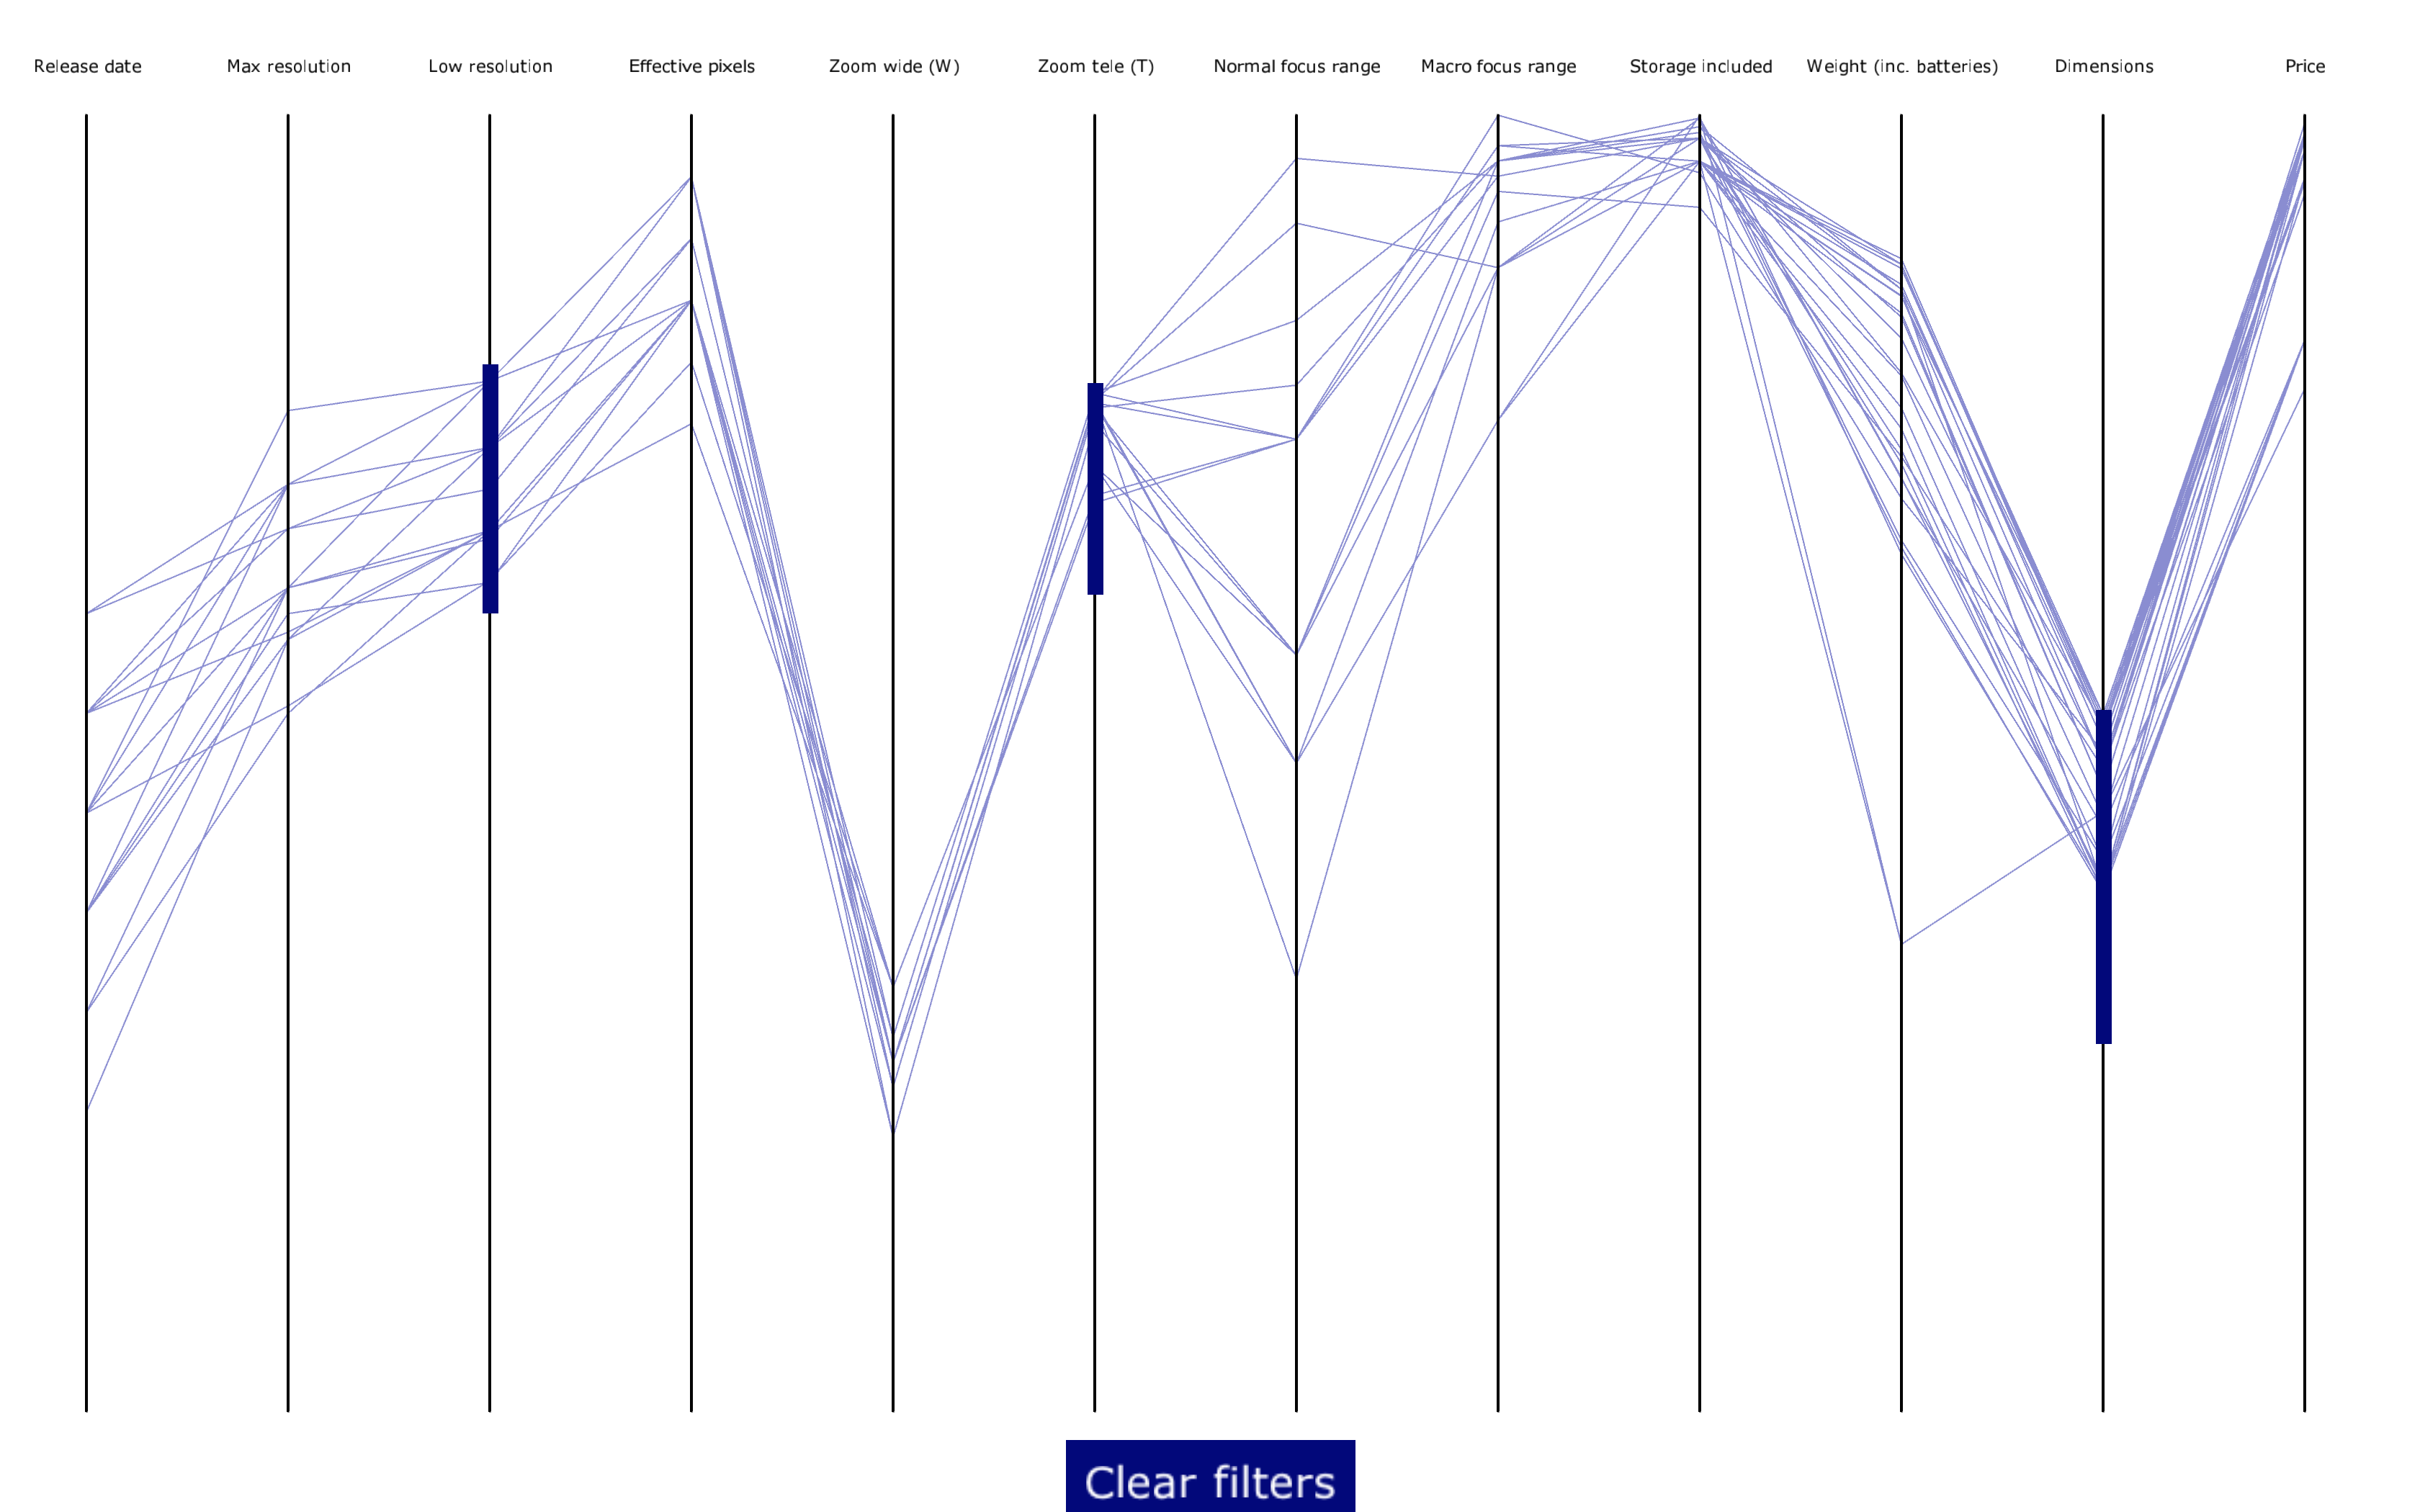 Release date Max resolution Low resolution Effective pixels Zoom wide (W) Zoom tele (T) Normal focus range Macro focus range Storage included Weight (inc. batteries) Dimensions Price
Clear filters